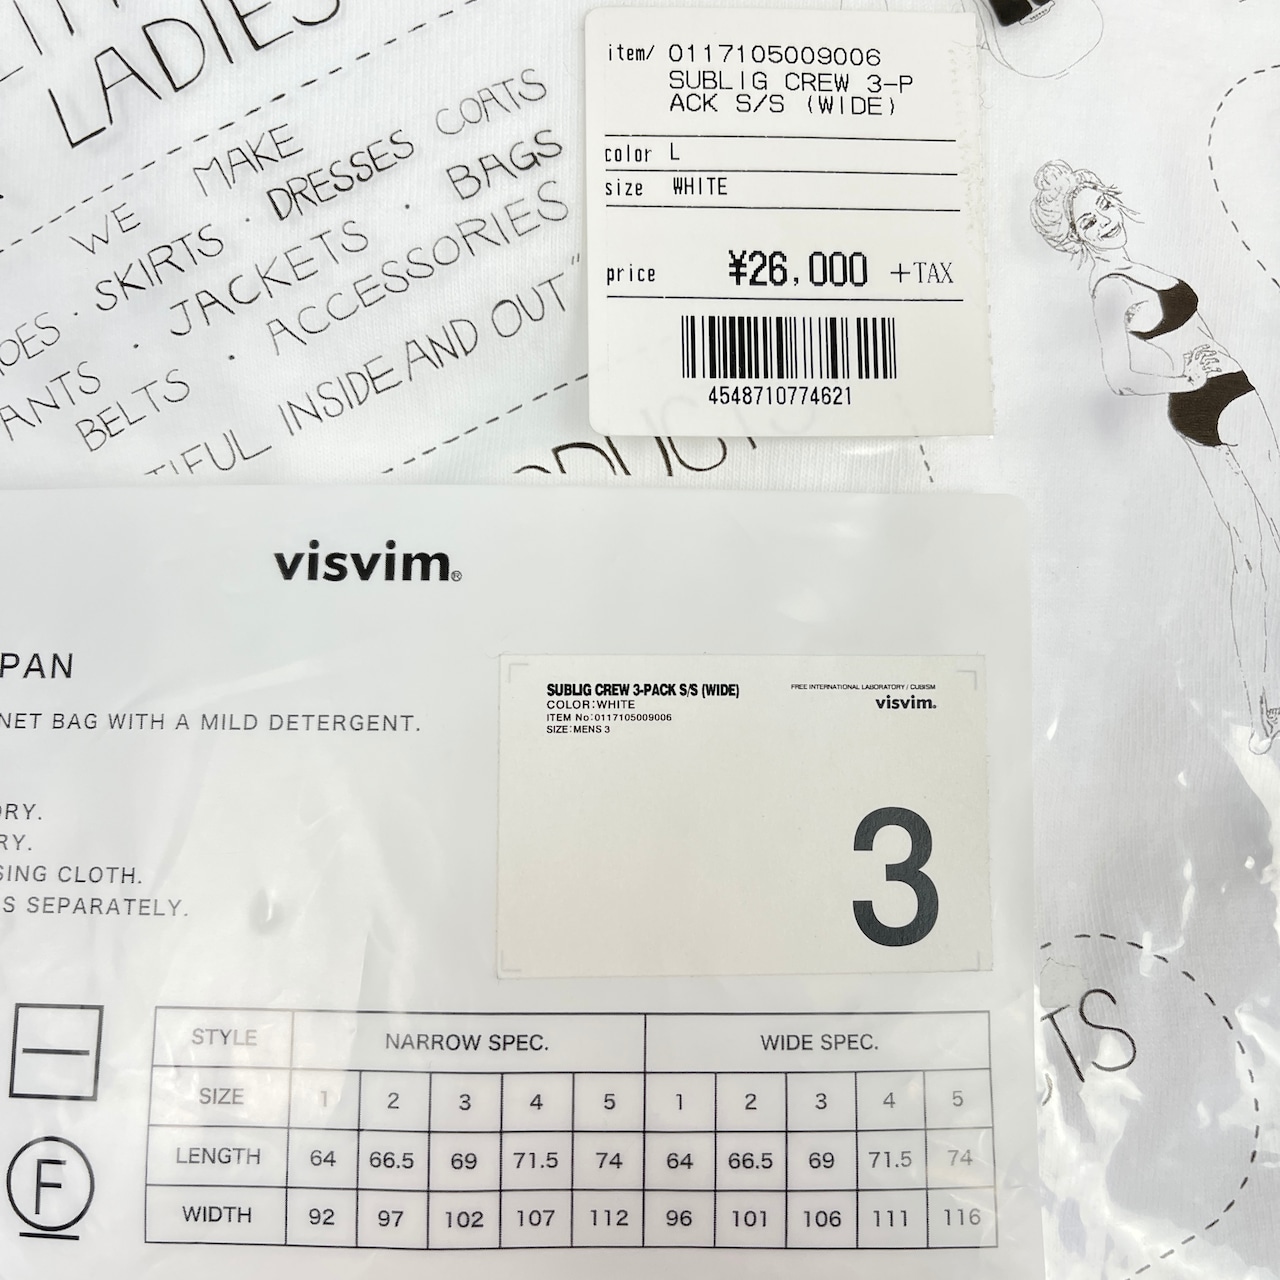 LADIES
WE MAKE
SKIRTS · DRESSES COATS
JACKETS · BAGS
BELTS · ACCESSORIES
INSIDE AND OUT"
item/ 0117105009006
SUBLIG CREW 3-P
ACK S/S (WIDE)
color L
size WHITE
price ¥26,000 +TAX
4548710774621
visvim®
PAN
NET BAG WITH A MILD DETERGENT.
RY.
RY.
SING CLOTH.
S SEPARATELY.
SUBLIG CREW 3-PACK S/S (WIDE)
COLOR:WHITE
ITEM No:0117105009006
SIZE:MENS 3
FREE INTERNATIONAL LABORATORY / CUBISM
visvim.
3
STYLE NARROW SPEC. WIDE SPEC.
SIZE 1 2 3 4 5 1 2 3 4 5
LENGTH 64 66.5 69 71.5 74 64 66.5 69 71.5 74
WIDTH 92 97 102 107 112 96 101 106 111 116
F
TS